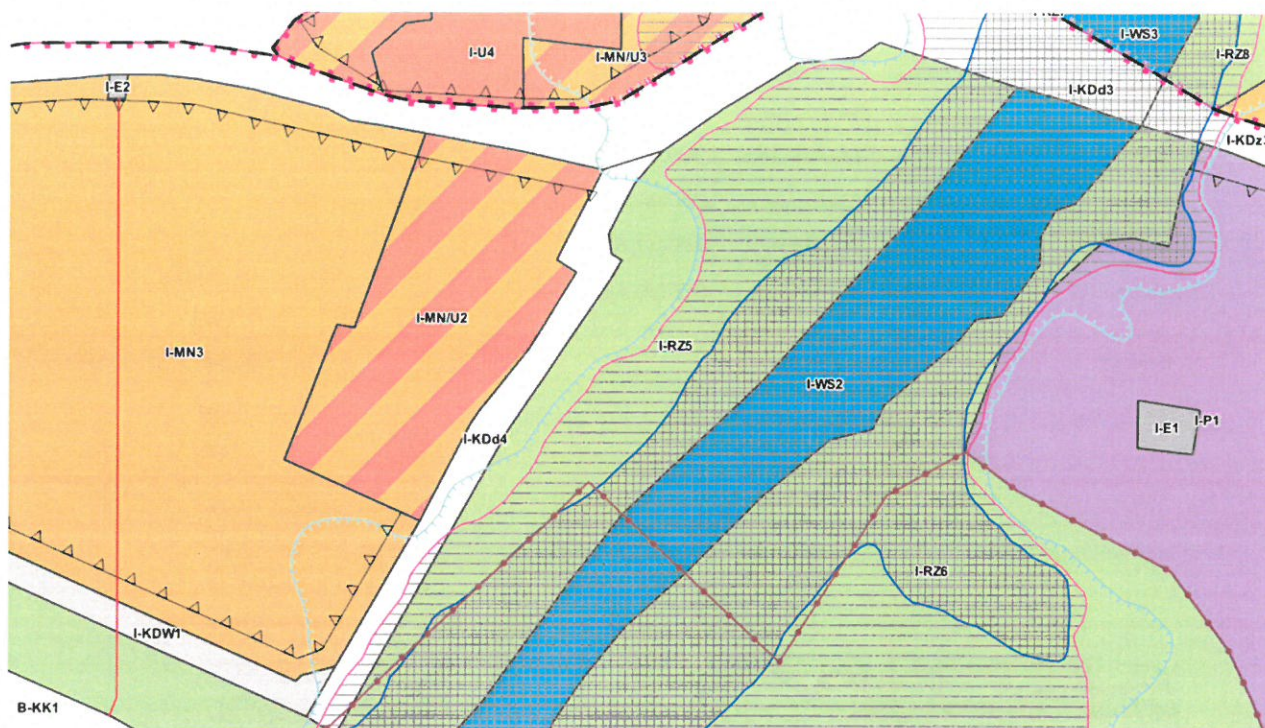 I-WS3
I-U4
I-MN/U3
I-RZ8
I-E2
I-KDd3
I-KDz3
I-MN/U2
I-RZ5
I-MN3
I-WS2
I-E1
I-P1
I-KDd4
I-RZ6
I-KDW1
B-KK1